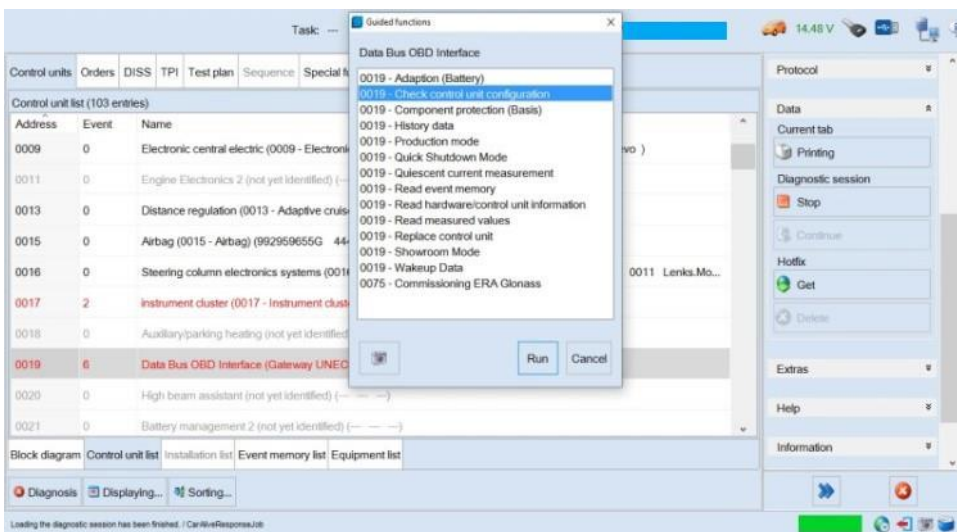 Task: ---
Guided functions
14.48 V
Data Bus OBD Interface
0019 - Adaption (Battery)
0019 - Check control unit configuration
0019 - Component protection (Basis)
0019 - History data
0019 - Production mode
0019 - Quick Shutdown Mode
0019 - Quiescent current measurement
0019 - Read event memory
0019 - Read hardware/control unit information
0019 - Read measured values
0019 - Replace control unit
0019 - Showroom Mode
0019 - Wakeup Data
0075 - Commissioning ERA Glonass
Run Cancel
Control units Orders DISS TPI Test plan Sequence Special
Control unit list (103 entries)
Address Event Name
0009 0 Electronic central electric (0009 -
0011 0 Engine Electronics 2 (not yet identified)
0013 0 Distance regulation (0013 - Adaptive
0015 0 Airbag (0015 - Airbag) (992959655G
0016 0 Steering column electronics systems 0011 Lenks.Mo...
0017 2 instrument cluster (0017 - Instrument
0018 0 Auxiliary/parking heating (not yet identified
0019 6 Data Bus OBD Interface (Gateway
0020 0 High beam assistant (not yet identified) (--- --- ---)
0021 0 Battery management 2 (not yet identified) (--- --- ---)
Block diagram Control unit list Installation list Event memory list Equipment list
Diagnosis Displaying... Sorting...
Loading the diagnostic session has been finished. / CarAliveResponseJob
Protocol
Data
Current tab
Printing
Diagnostic session
Stop
Continue
Hotfix
Get
Delete
Extras
Help
Information